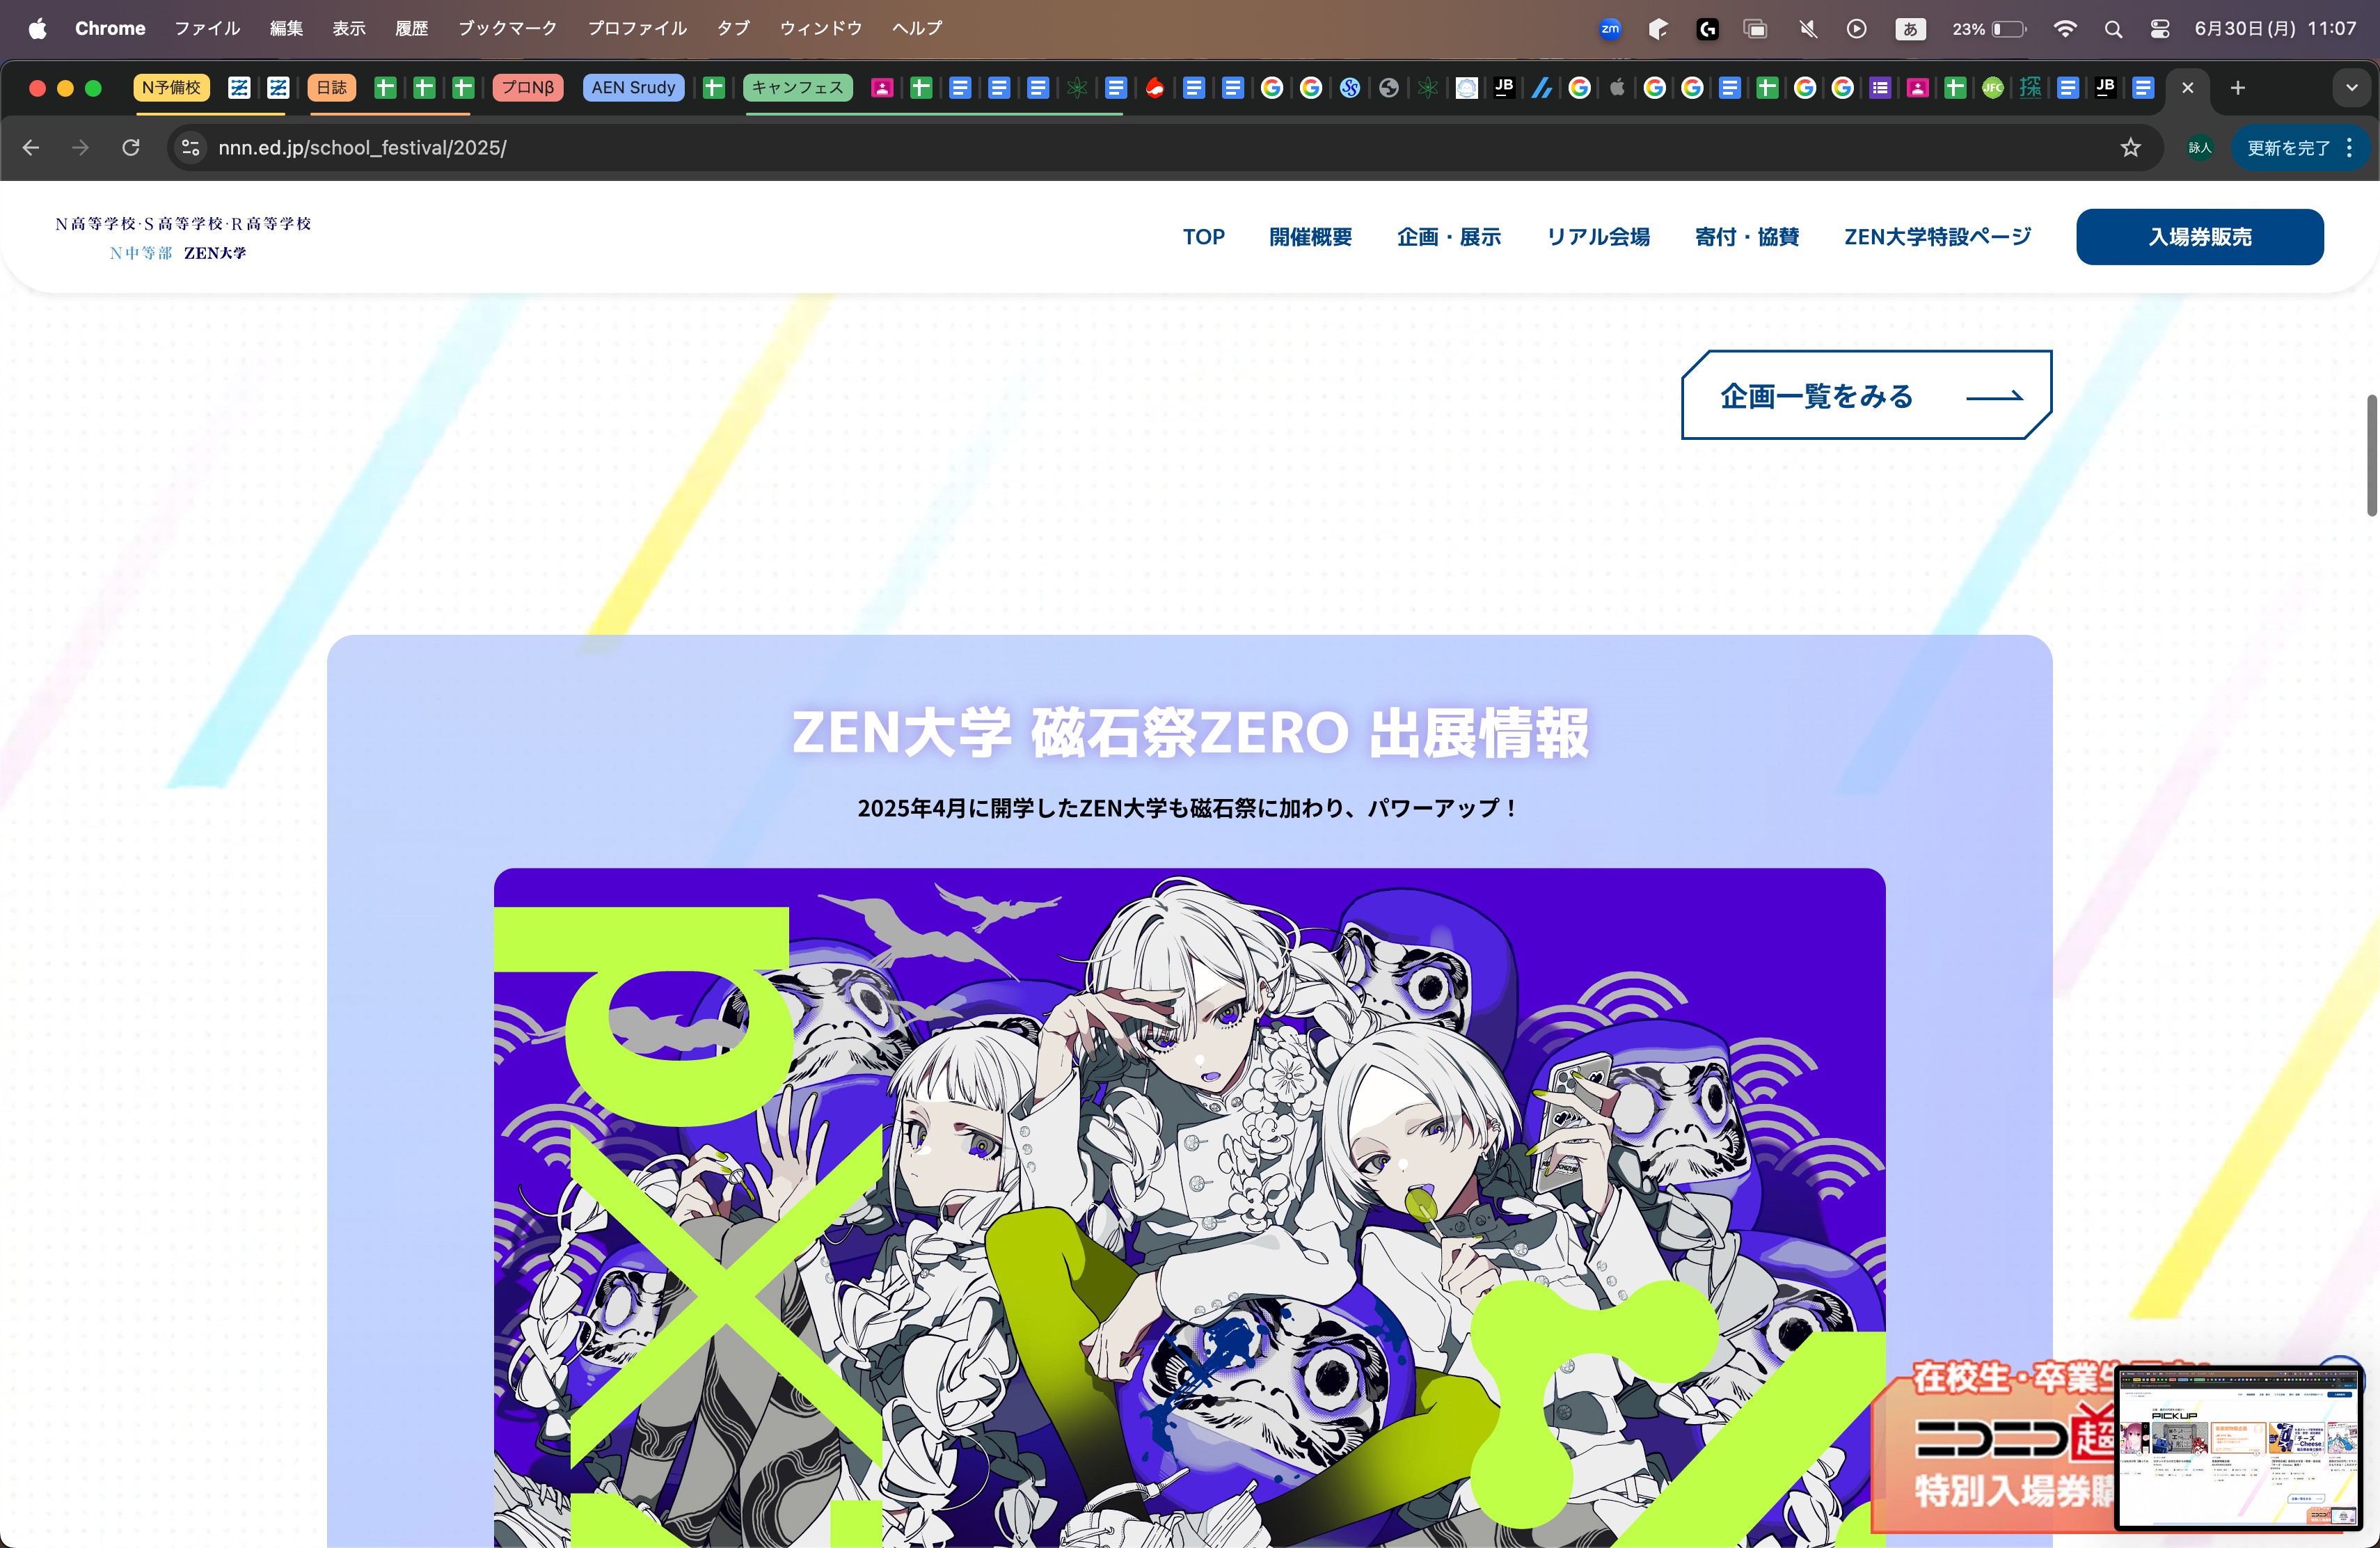 Chrome ファイル 編集 表示 履歴 ブックマーク プロファイル タブ ウィンドウ ヘルプ zm あ 23% 6月30日(月) 11:07
N予備校 日誌 プロNβ AEN Srudy キャンフェス JB JFC 探 JB
nnn.ed.jp/school_festival/2025/ 詠人 更新を完了
N高等学校·S高等学校·R高等学校
N中等部 ZEN大学
TOP 開催概要 企画・展示 リアル会場 寄付・協賛 ZEN大学特設ページ 入場券販売
企画一覧をみる
ZEN大学 磁石祭ZERO 出展情報
2025年4月に開学したZEN大学も磁石祭に加わり、パワーアップ！
在校生・卒業生
ニコニコ超
特別入場券購
PICK UP
チーズ
Cheese